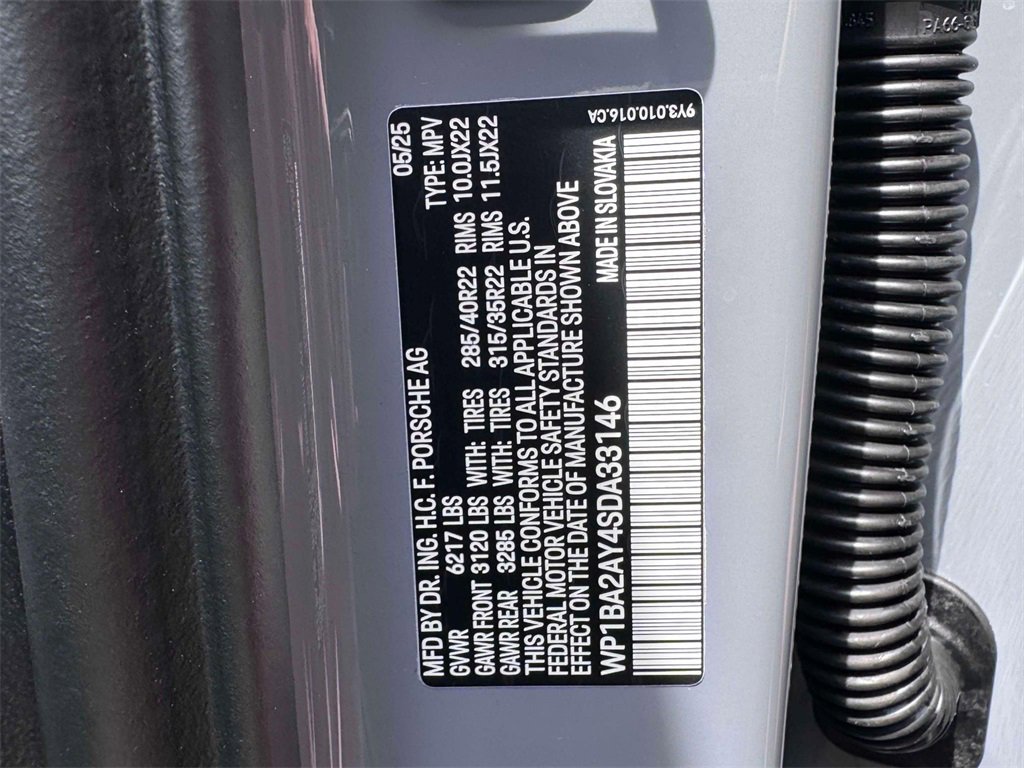 MFD BY DR. ING. H.C. F. PORSCHE AG 05/25
GVWR 6217 LBS TYPE: MPV
GAWR FRONT 3120 LBS WITH: TIRES 285/40R22 RIMS 10.0JX22
GAWR REAR 3285 LBS WITH: TIRES 315/35R22 RIMS 11.5JX22
THIS VEHICLE CONFORMS TO ALL APPLICABLE U.S.
FEDERAL MOTOR VEHICLE SAFETY STANDARDS IN
EFFECT ON THE DATE OF MANUFACTURE SHOWN ABOVE
WP1BA2AY4SDA33146 MADE IN SLOVAKIA
9Y3.010.016.CA